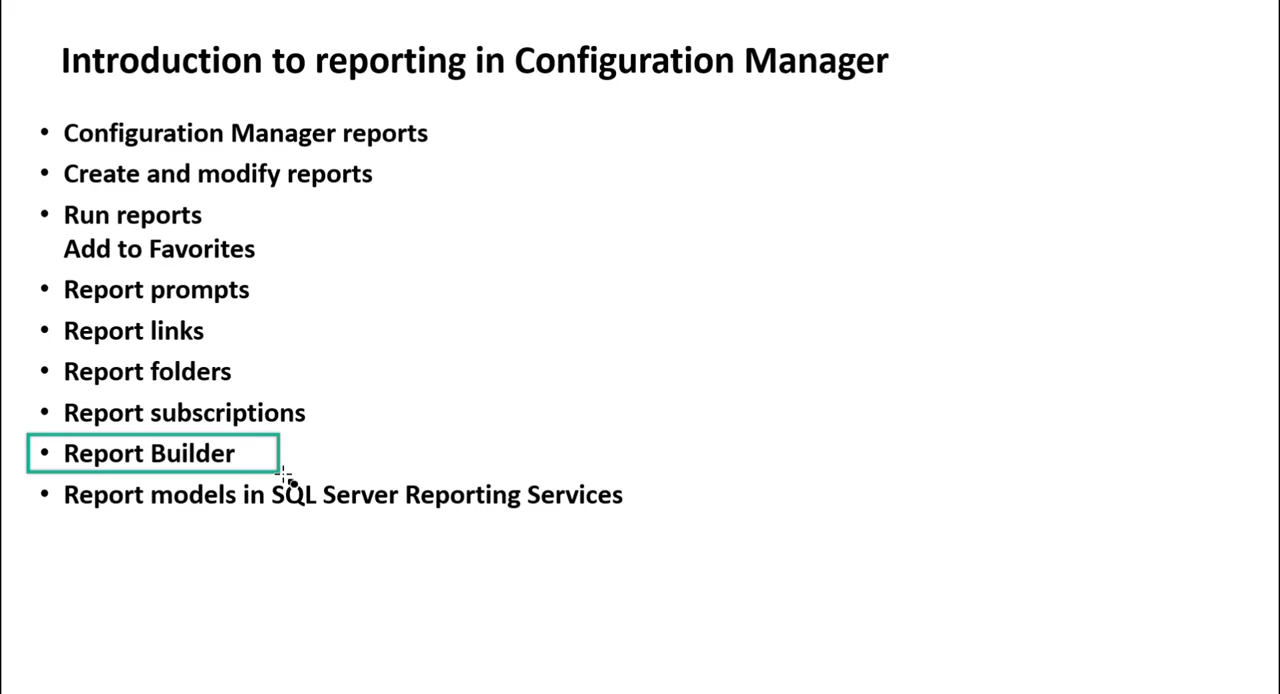 Introduction to reporting in Configuration Manager
• Configuration Manager reports
• Create and modify reports
• Run reports
Add to Favorites
• Report prompts
• Report links
• Report folders
• Report subscriptions
• Report Builder
• Report models in SQL Server Reporting Services